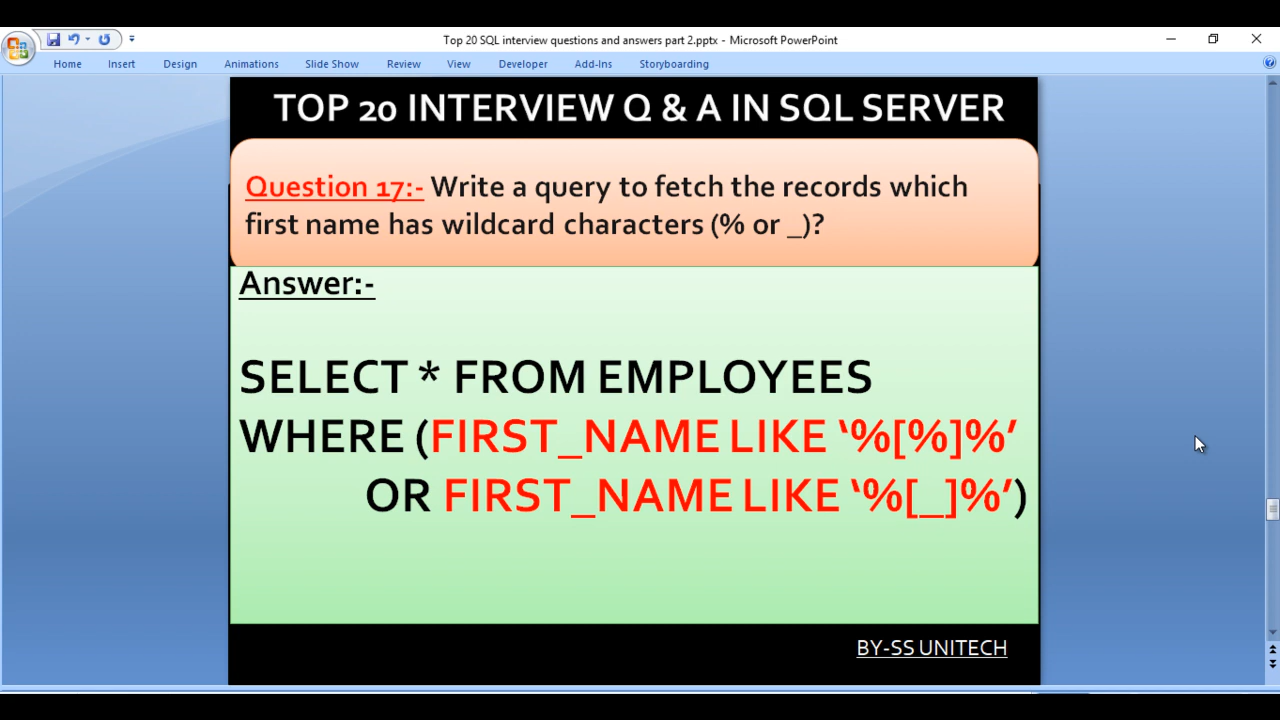 Top 20 SQL interview questions and answers part 2.pptx - Microsoft PowerPoint
Home Insert Design Animations Slide Show Review View Developer Add-Ins Storyboarding
TOP 20 INTERVIEW Q & A IN SQL SERVER
Question 17:- Write a query to fetch the records which
first name has wildcard characters (% or _)?
Answer:-
SELECT * FROM EMPLOYEES
WHERE (FIRST_NAME LIKE ‘%[%]%’
OR FIRST_NAME LIKE ‘%[_]%’)
BY-SS UNITECH